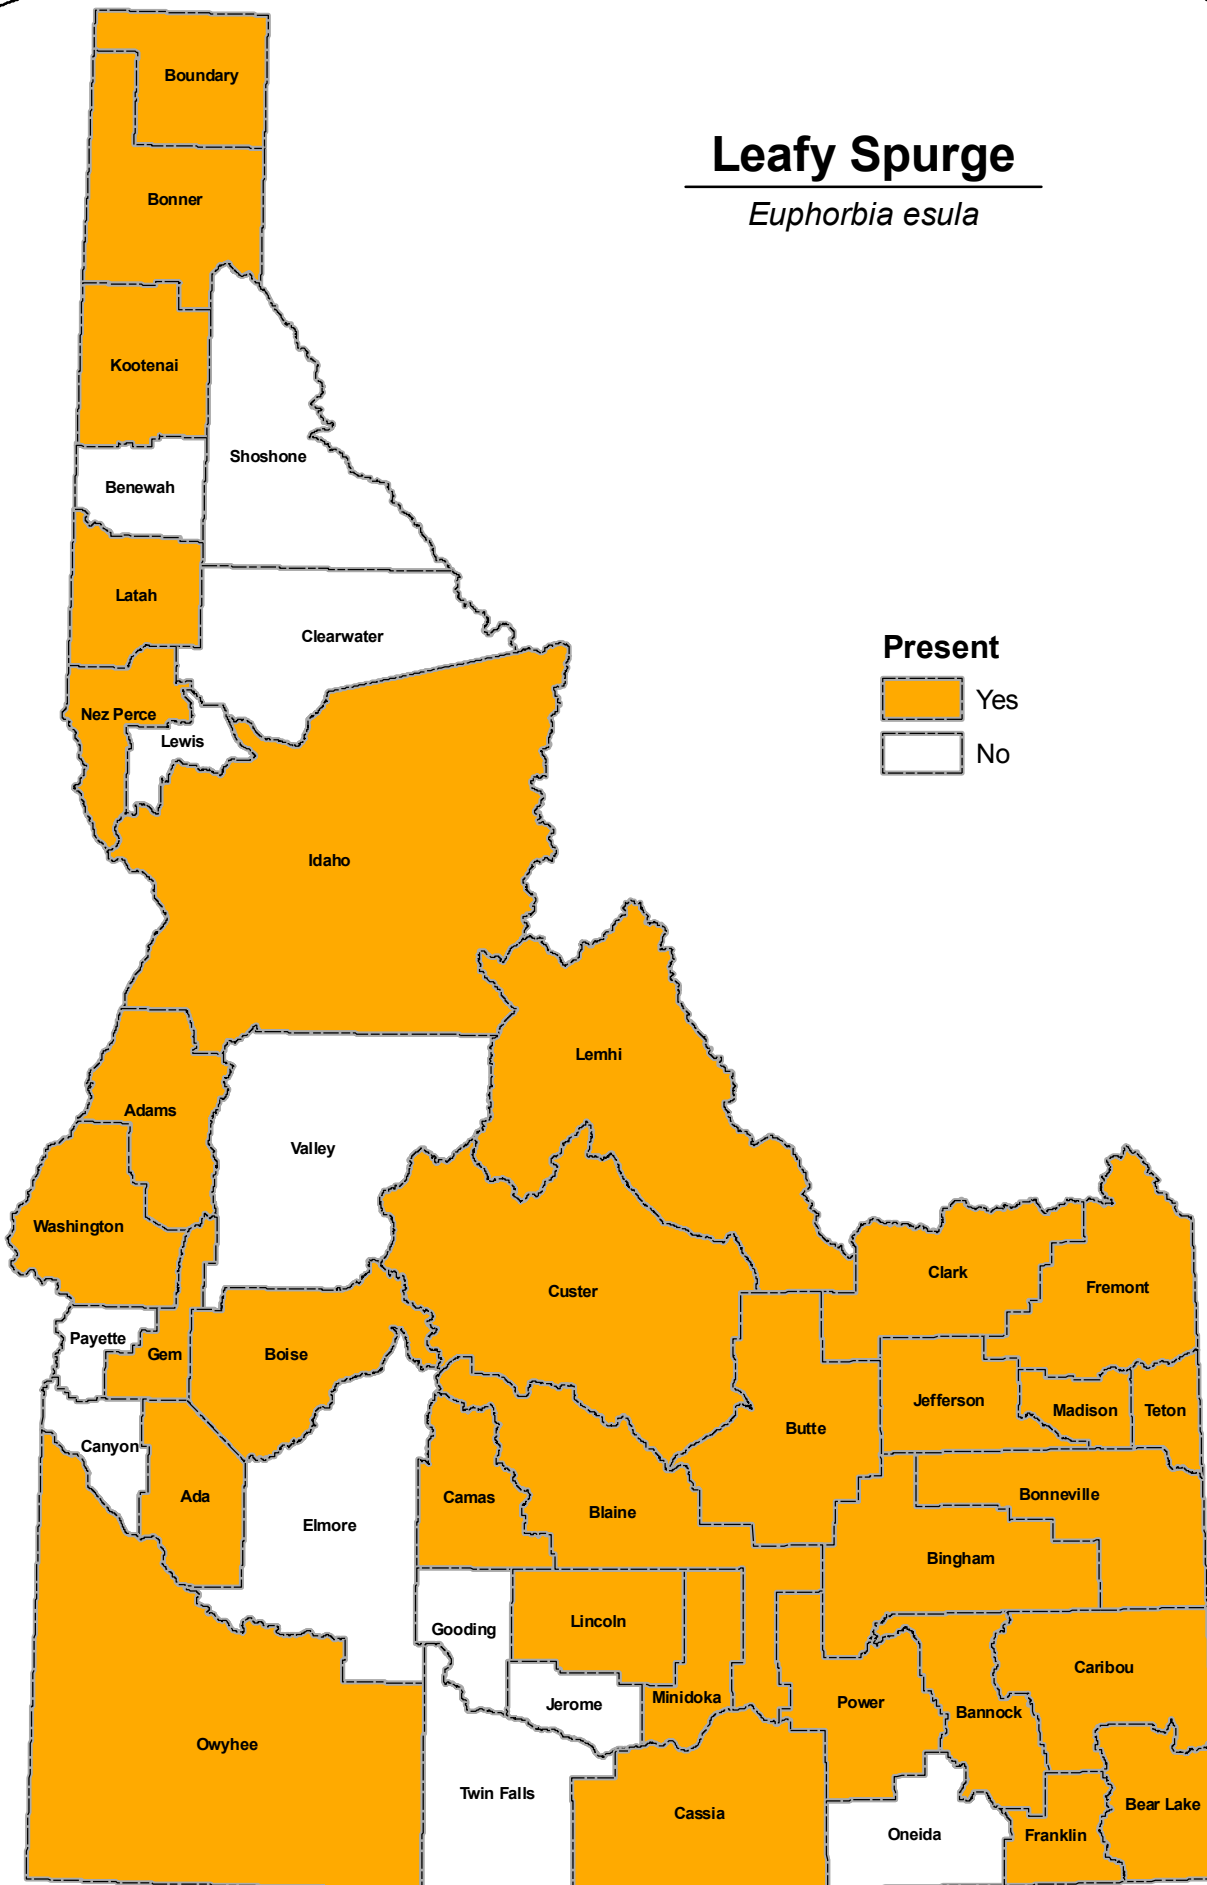 Leafy Spurge
Euphorbia esula
Present
Yes
No
Boundary
Bonner
Kootenai
Shoshone
Benewah
Latah
Clearwater
Nez Perce
Lewis
Idaho
Lemhi
Adams
Valley
Washington
Clark
Fremont
Custer
Payette
Gem
Boise
Jefferson
Madison
Teton
Butte
Canyon
Ada
Camas
Bonneville
Blaine
Elmore
Bingham
Lincoln
Gooding
Caribou
Minidoka
Power
Jerome
Bannock
Owyhee
Twin Falls
Cassia
Bear Lake
Oneida
Franklin